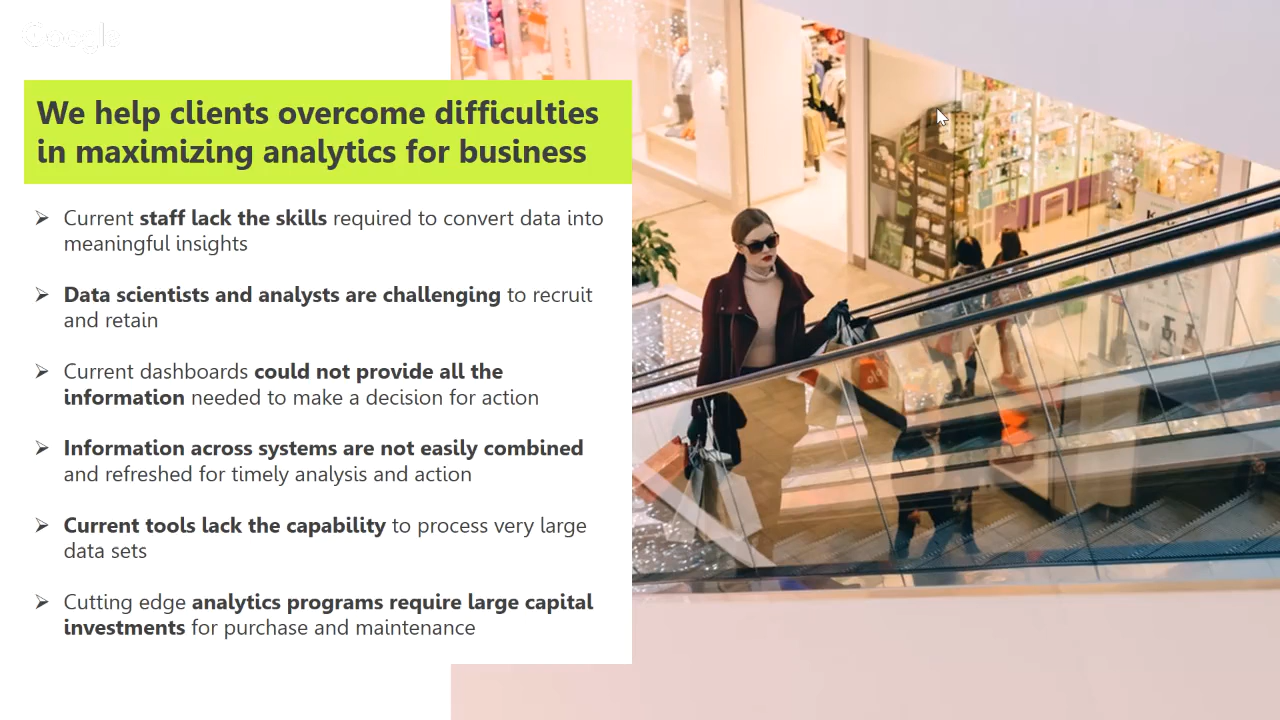 Google
We help clients overcome difficulties
in maximizing analytics for business
➢ Current staff lack the skills required to convert data into
meaningful insights
➢ Data scientists and analysts are challenging to recruit
and retain
➢ Current dashboards could not provide all the
information needed to make a decision for action
➢ Information across systems are not easily combined
and refreshed for timely analysis and action
➢ Current tools lack the capability to process very large
data sets
➢ Cutting edge analytics programs require large capital
investments for purchase and maintenance